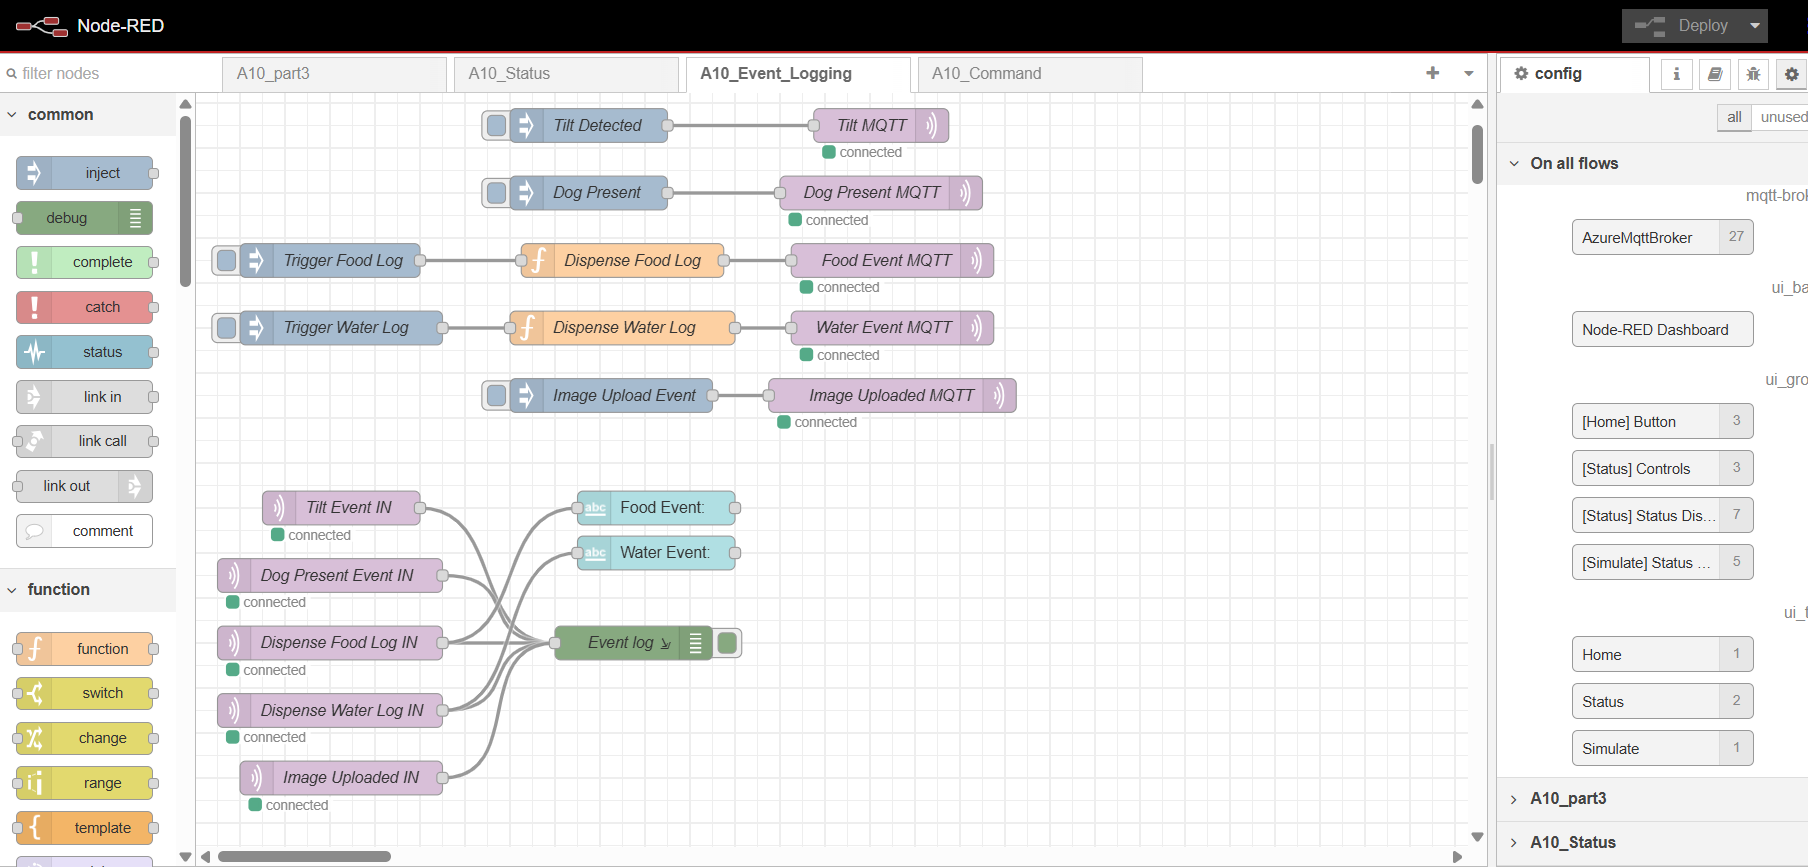 Node-RED
Deploy
filter nodes
A10_part3
A10_Status
A10_Event_Logging
A10_Command
config
i
all
unused
common
inject
debug
complete
catch
status
link in
link call
link out
comment
function
function
switch
change
range
template
Tilt Detected
Tilt MQTT
connected
Dog Present
Dog Present MQTT
connected
Trigger Food Log
Dispense Food Log
Food Event MQTT
connected
Trigger Water Log
Dispense Water Log
Water Event MQTT
connected
Image Upload Event
Image Uploaded MQTT
connected
Tilt Event IN
connected
abc Food Event:
abc Water Event:
Dog Present Event IN
connected
Dispense Food Log IN
connected
Event log
Dispense Water Log IN
connected
Image Uploaded IN
connected
On all flows
mqtt-brok
AzureMqttBroker 27
ui_ba
Node-RED Dashboard
ui_gro
[Home] Button 3
[Status] Controls 3
[Status] Status Dis... 7
[Simulate] Status ... 5
ui_t
Home 1
Status 2
Simulate 1
A10_part3
A10_Status